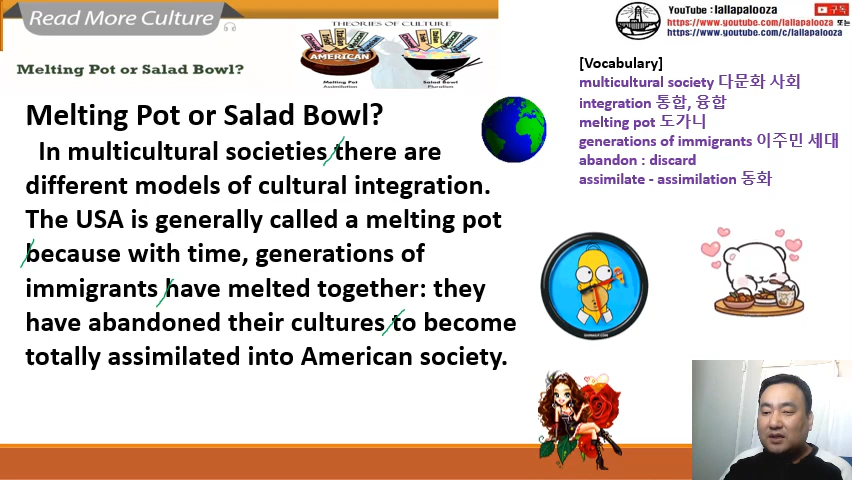 Read More Culture
THEORIES OF CULTURE
AMERICAN
Melting Pot
Assimilation
Salad Bowl
Pluralism
Melting Pot or Salad Bowl?
YouTube : lallapalooza
구독
https://www.youtube.com/lallapalooza 또는
https://www.youtube.com/c/lallapalooza
[Vocabulary]
multicultural society 다문화 사회
integration 통합, 융합
melting pot 도가니
generations of immigrants 이주민 세대
abandon : discard
assimilate - assimilation 동화
Melting Pot or Salad Bowl?
In multicultural societies there are
different models of cultural integration.
The USA is generally called a melting pot
because with time, generations of
immigrants have melted together: they
have abandoned their cultures to become
totally assimilated into American society.